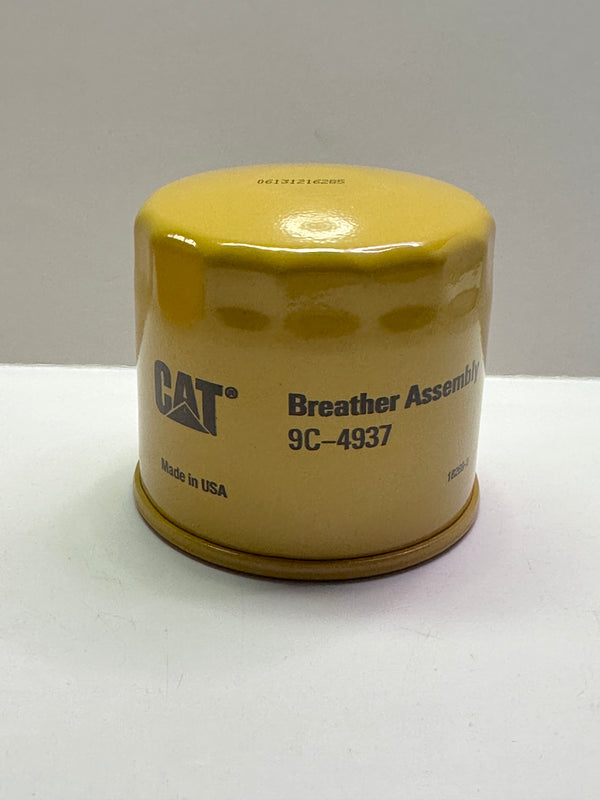 06131216285
CAT®
Breather Assembly
9C-4937
Made in USA